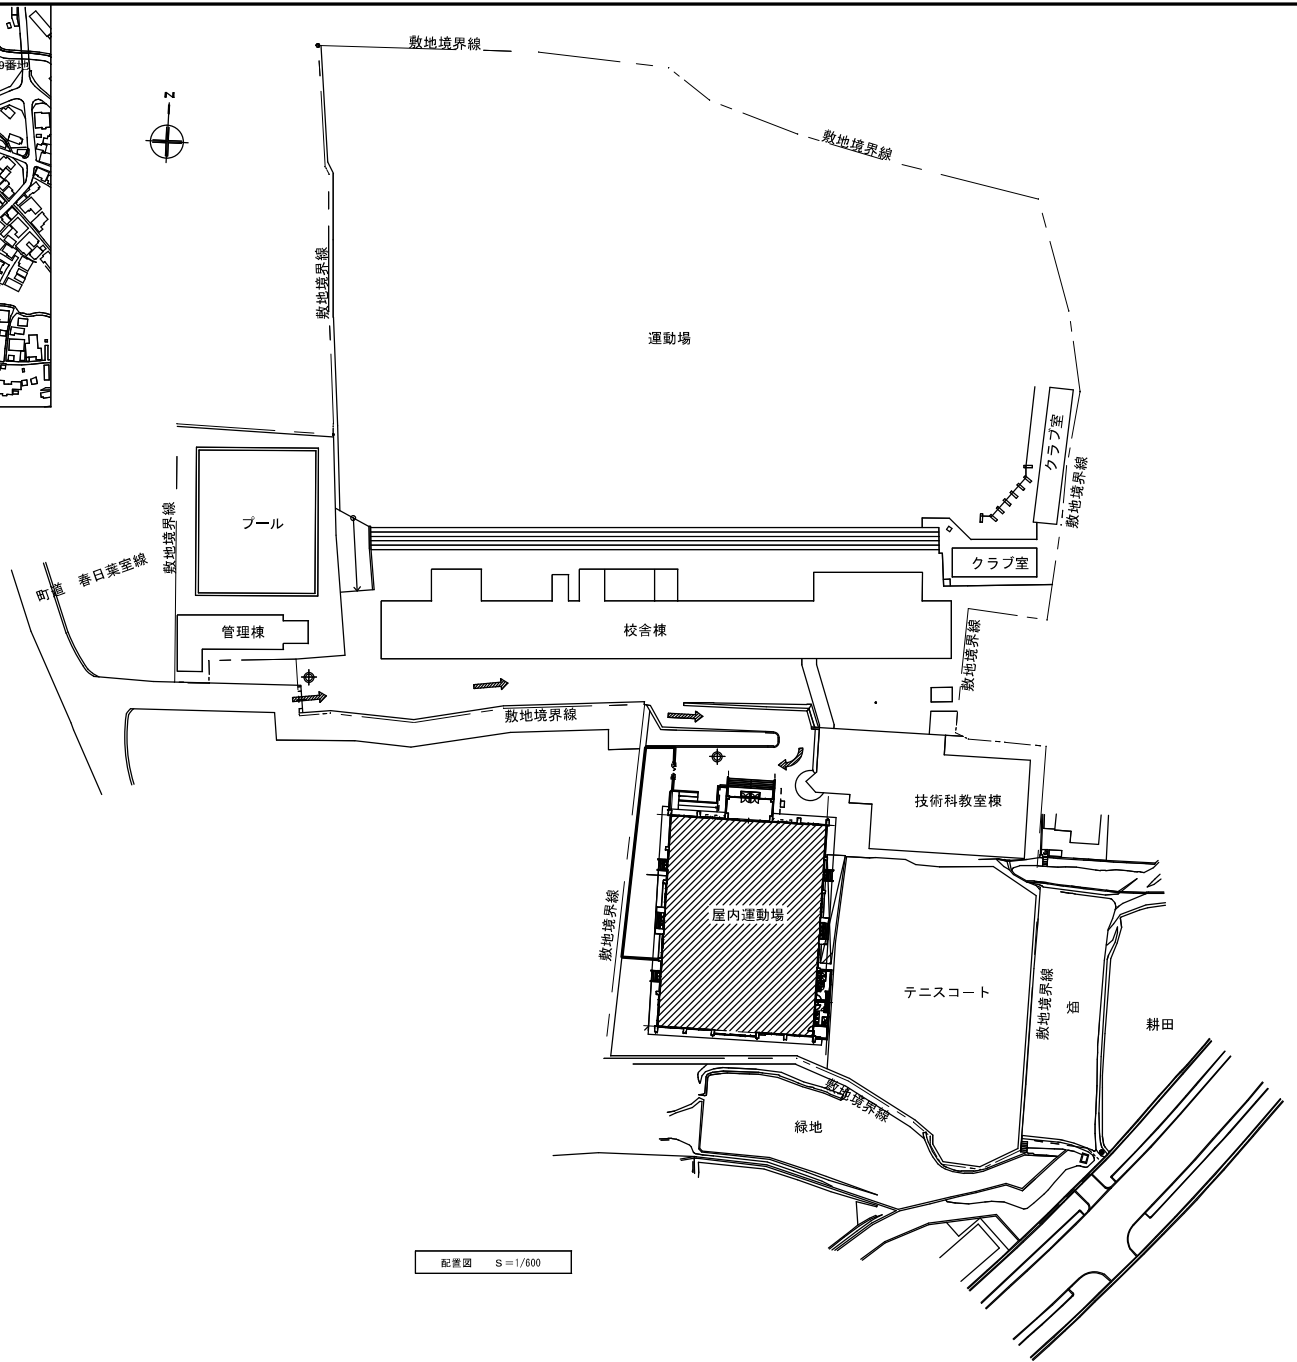 敷地境界線
9番地
N
敷地境界線
敷地境界線
運動場
クラブ室
敷地境界線
プール
敷地境界線
クラブ室
町道 春日葉室線
管理棟
校舎棟
敷地境界線
敷地境界線
技術科教室棟
屋内運動場
敷地境界線
テニスコート
敷地境界線
耕田
敷地境界線
緑地
配置図 S=1/600